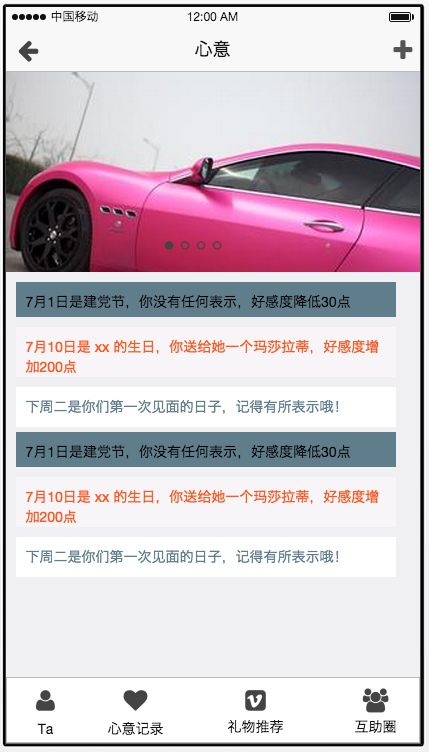 中国移动 12:00 AM
心意
7月1日是建党节，你没有任何表示，好感度降低30点
7月10日是 xx 的生日，你送给她一个玛莎拉蒂，好感度增
加200点
下周二是你们第一次见面的日子，记得有所表示哦！
7月1日是建党节，你没有任何表示，好感度降低30点
7月10日是 xx 的生日，你送给她一个玛莎拉蒂，好感度增
加200点
下周二是你们第一次见面的日子，记得有所表示哦！
Ta 心意记录 礼物推荐 互助圈